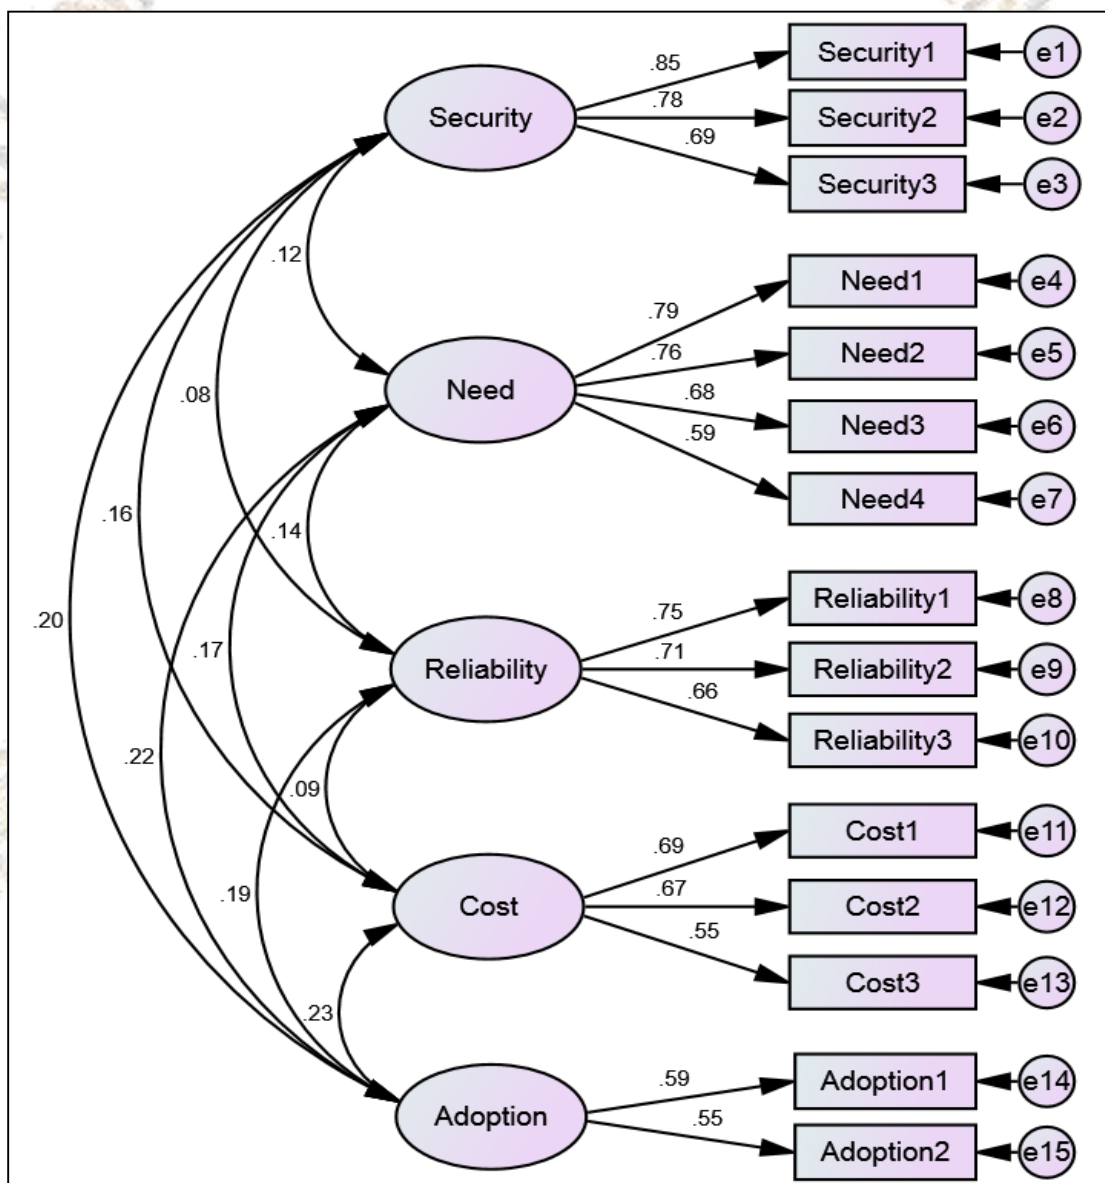 Security
.85
.78
.69
Security1
e1
Security2
e2
Security3
e3
.12
.08
.16
.20
Need
.79
.76
.68
.59
Need1
e4
Need2
e5
Need3
e6
Need4
e7
.14
.17
.22
Reliability
.75
.71
.66
Reliability1
e8
Reliability2
e9
Reliability3
e10
.09
.19
Cost
.69
.67
.55
Cost1
e11
Cost2
e12
Cost3
e13
.23
Adoption
.59
.55
Adoption1
e14
Adoption2
e15